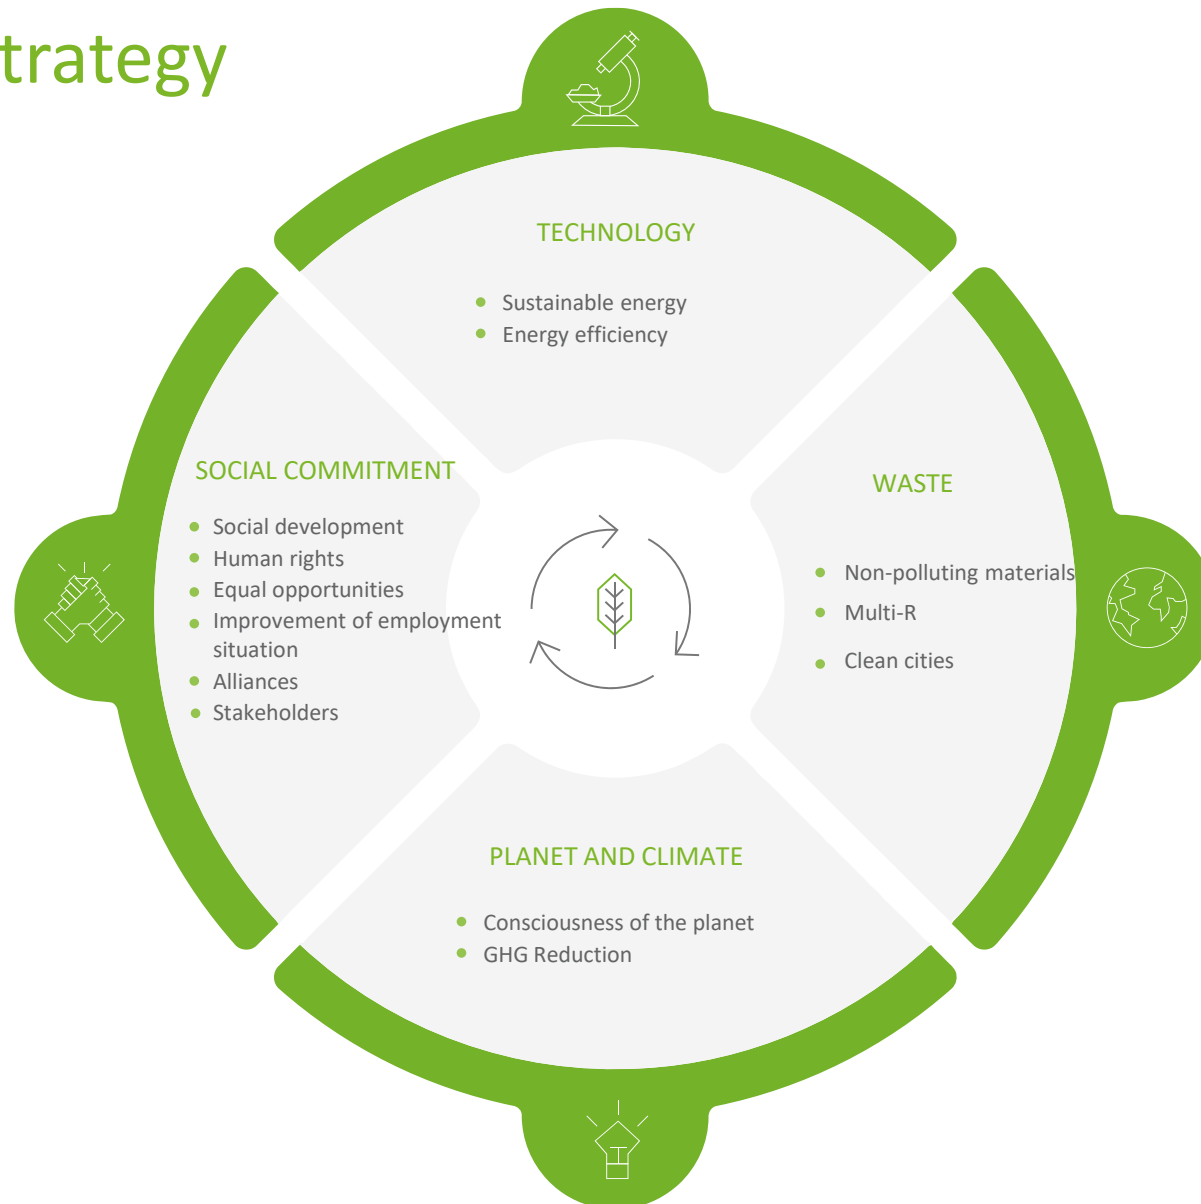 trategy
TECHNOLOGY
Sustainable energy
Energy efficiency
SOCIAL COMMITMENT
Social development
Human rights
Equal opportunities
Improvement of employment
situation
Alliances
Stakeholders
WASTE
Non-polluting materials
Multi-R
Clean cities
PLANET AND CLIMATE
Consciousness of the planet
GHG Reduction